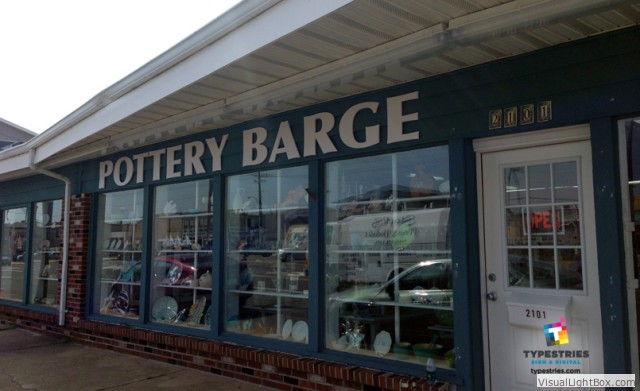 POTTERY BARGE
2101
OPEN
2101
TYPESTRIES
SIGN & DIGITAL
typestries.com
VisualLightBox.com